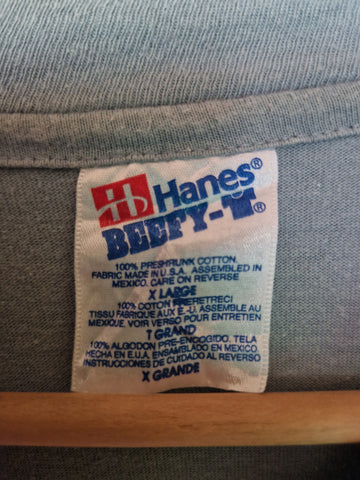 Hb Hanes®
BEEFY-T®
100% PRESHRUNK COTTON.
FABRIC MADE IN U.S.A. ASSEMBLED IN
MEXICO. CARE ON REVERSE
X LARGE
100% COTON PRERETRECI
TISSU FABRIQUE AUX E.-U. ASSEMBLE AU
MEXIQUE. VOIR VERSO POUR ENTRETIEN
T GRAND
100% ALGODON PRE-ENCOGIDO. TELA
HECHA EN E.U.A. ENSAMBLADO EN MEXICO.
INSTRUCCIONES DE CUIDADO AL REVERSO
X GRANDE